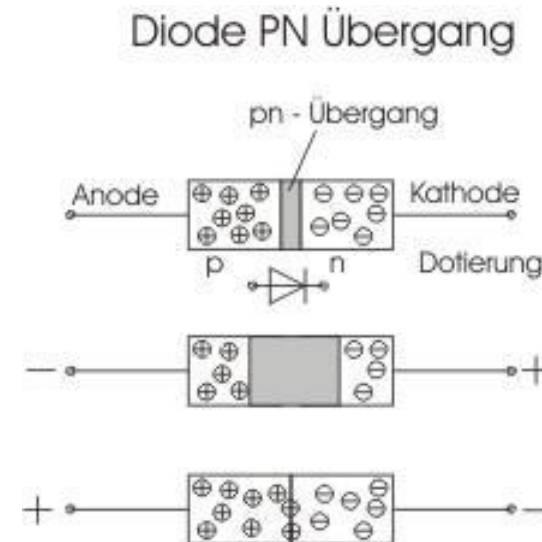 Diode PN Übergang
pn - Übergang
Anode
Kathode
p
n
Dotierung
−
+
+
−